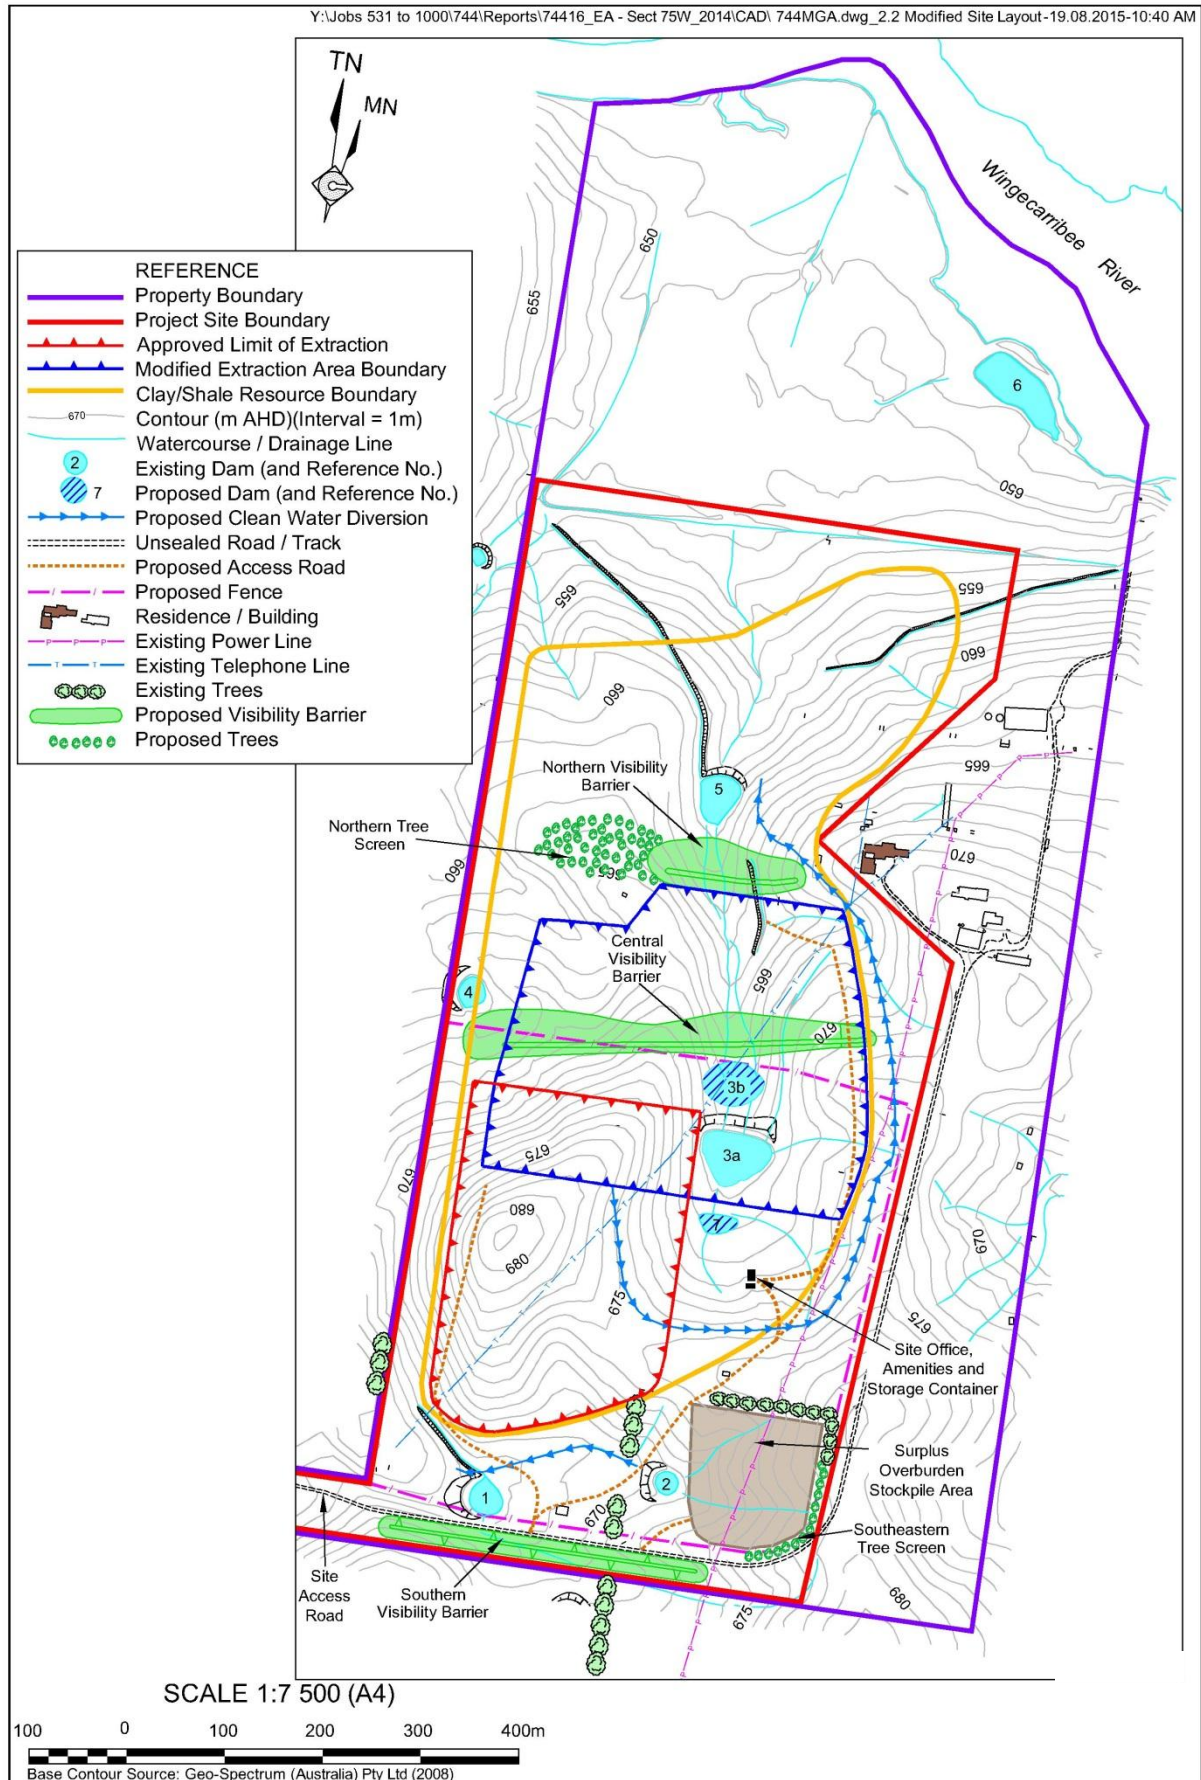 Y:\Jobs 531 to 1000\744\Reports\74416_EA - Sect 75W_2014\CAD\ 744MGA.dwg_2.2 Modified Site Layout-19.08.2015-10:40 AM
TN
MN
Wingecarribee River
650
655
REFERENCE
Property Boundary
Project Site Boundary
Approved Limit of Extraction
Modified Extraction Area Boundary
Clay/Shale Resource Boundary
670
Contour (m AHD)(Interval = 1m)
Watercourse / Drainage Line
2
Existing Dam (and Reference No.)
7
Proposed Dam (and Reference No.)
Proposed Clean Water Diversion
Unsealed Road / Track
Proposed Access Road
Proposed Fence
Residence / Building
P P P
Existing Power Line
T T
Existing Telephone Line
Existing Trees
Proposed Visibility Barrier
Proposed Trees
6
650
655
655
660
660
665
Northern Visibility
Barrier
5
Northern Tree
Screen
670
665
660
Central
Visibility
Barrier
665
4
670
3b
675
3a
670
680
680
670
675
675
Site Office,
Amenities and
Storage Container
Surplus
Overburden
Stockpile Area
1
2
670
Southeastern
Tree Screen
Site
Access
Road
Southern
Visibility Barrier
675
680
SCALE 1:7 500 (A4)
100 0 100 200 300 400m
Base Contour Source: Geo-Spectrum (Australia) Pty Ltd (2008)